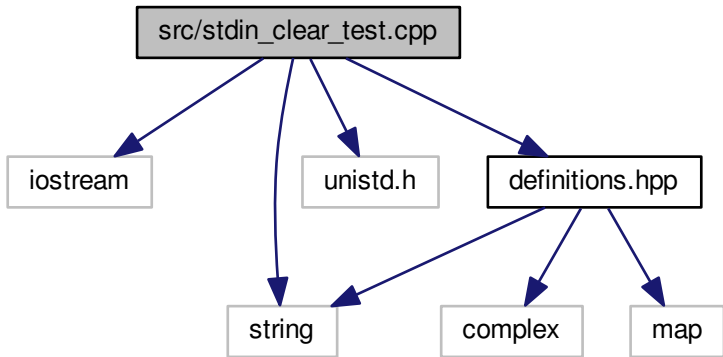 src/stdin_clear_test.cpp
iostream
unistd.h
definitions.hpp
string
complex
map